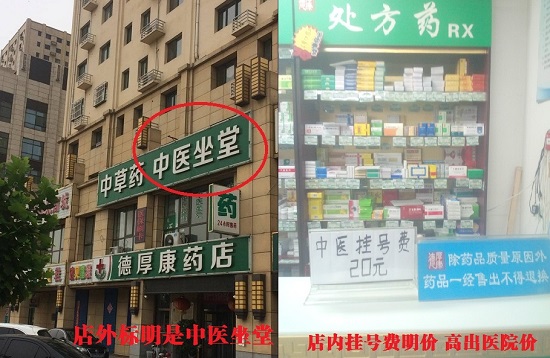 中草药 中医坐堂
药
德厚康药店
店外标明是中医坐堂
处方药 RX
中医挂号费
20元
除药品质量原因外
药品一经售出不得退换
店内挂号费明价 高出医院价